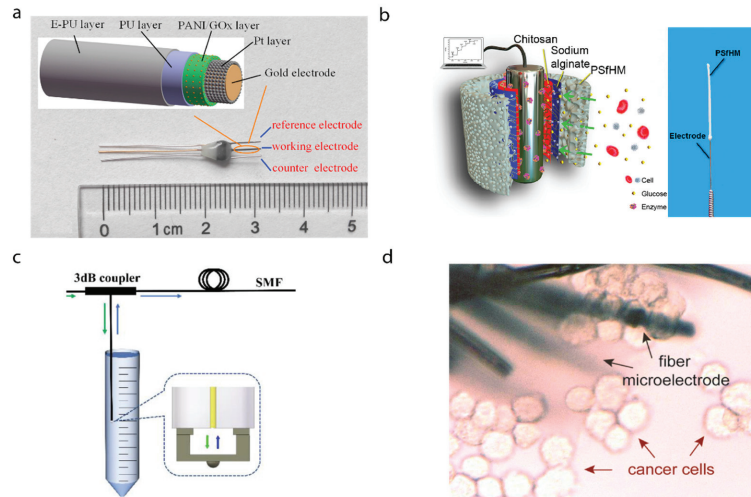 a
E-PU layer
PU layer
PANI/GOx layer
Pt layer
Gold electrode
reference electrode
working electrode
counter electrode
0 1 cm 2 3 4 5
b
Chitosan
Sodium
alginate
PSfHM
Cell
Glucose
Enzyme
PSfHM
Electrode
c
3dB coupler
SMF
d
fiber
microelectrode
cancer cells